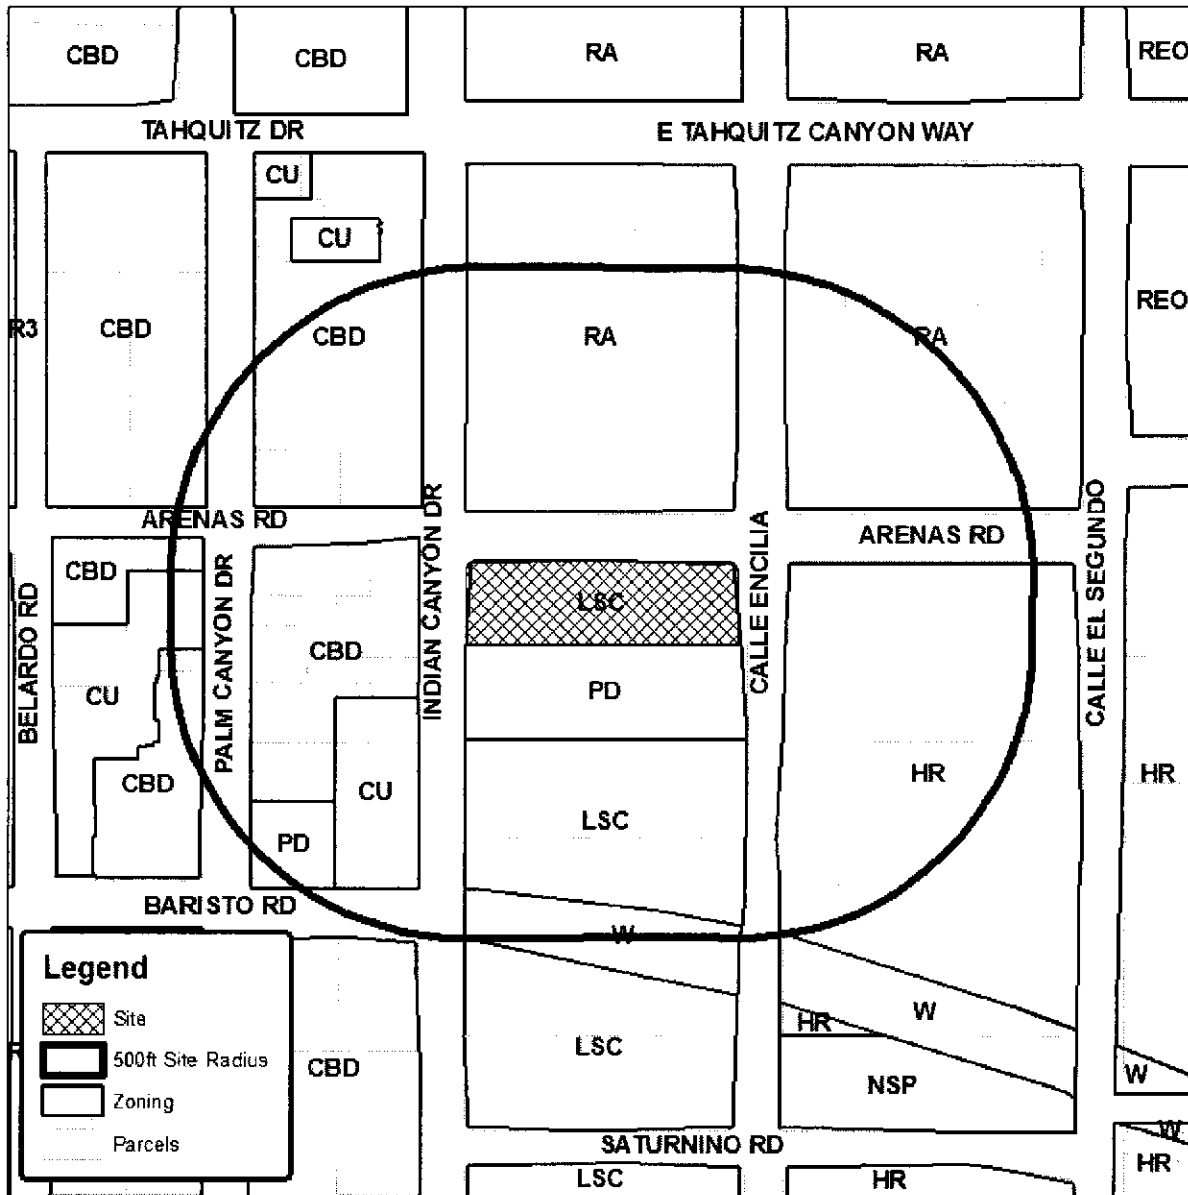 CBD
CBD
RA
RA
REO
TAHQUITZ DR
E TAHQUITZ CANYON WAY
CU
CU
REO
R3
CBD
CBD
RA
RA
ARENAS RD
INDIAN CANYON DR
CALLE ENCILIA
ARENAS RD
CALLE EL SEGUNDO
CBD
BELARDO RD
PALM CANYON DR
LSC
CBD
CU
PD
CBD
CU
HR
HR
LSC
PD
BARISTO RD
W
Legend
Site
500ft Site Radius
Zoning
Parcels
CBD
LSC
HR
W
NSP
W
W
SATURNINO RD
LSC
HR
HR